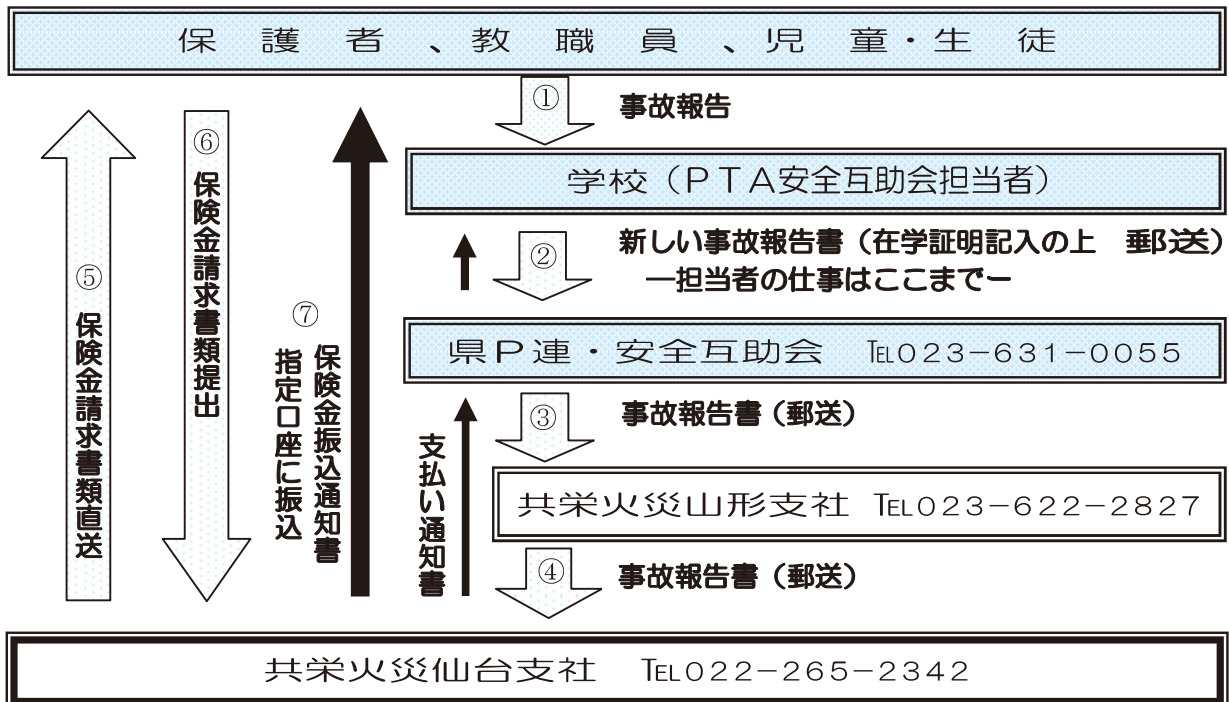 保護者、教職員、児童・生徒
① 事故報告
学校（ＰＴＡ安全互助会担当者）
② 新しい事故報告書（在学証明記入の上　郵送）
―担当者の仕事はここまでー
県Ｐ連・安全互助会　℡０２３－６３１－００５５
③ 事故報告書（郵送）
共栄火災山形支社 ℡０２３－６２２－２８２７
④ 事故報告書（郵送）
⑤ 保険金請求書類直送
⑥ 保険金請求書類提出
⑦ 保険金振込通知書
指定口座に振込
支払い通知書
共栄火災仙台支社　℡０２２－２６５－２３４２